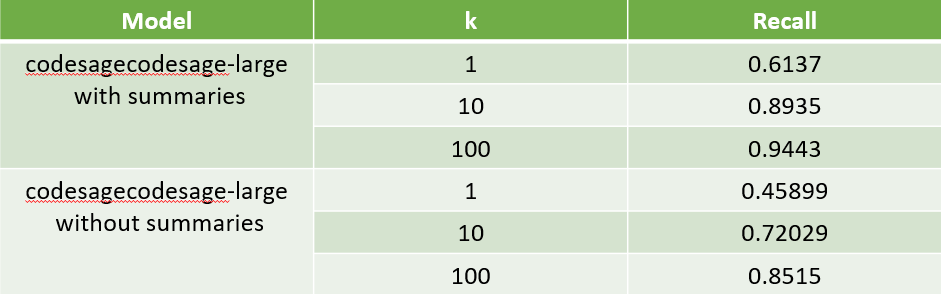 Model k Recall
codesagecodesage-large
with summaries
1 0.6137
10 0.8935
100 0.9443
codesagecodesage-large
without summaries
1 0.45899
10 0.72029
100 0.8515